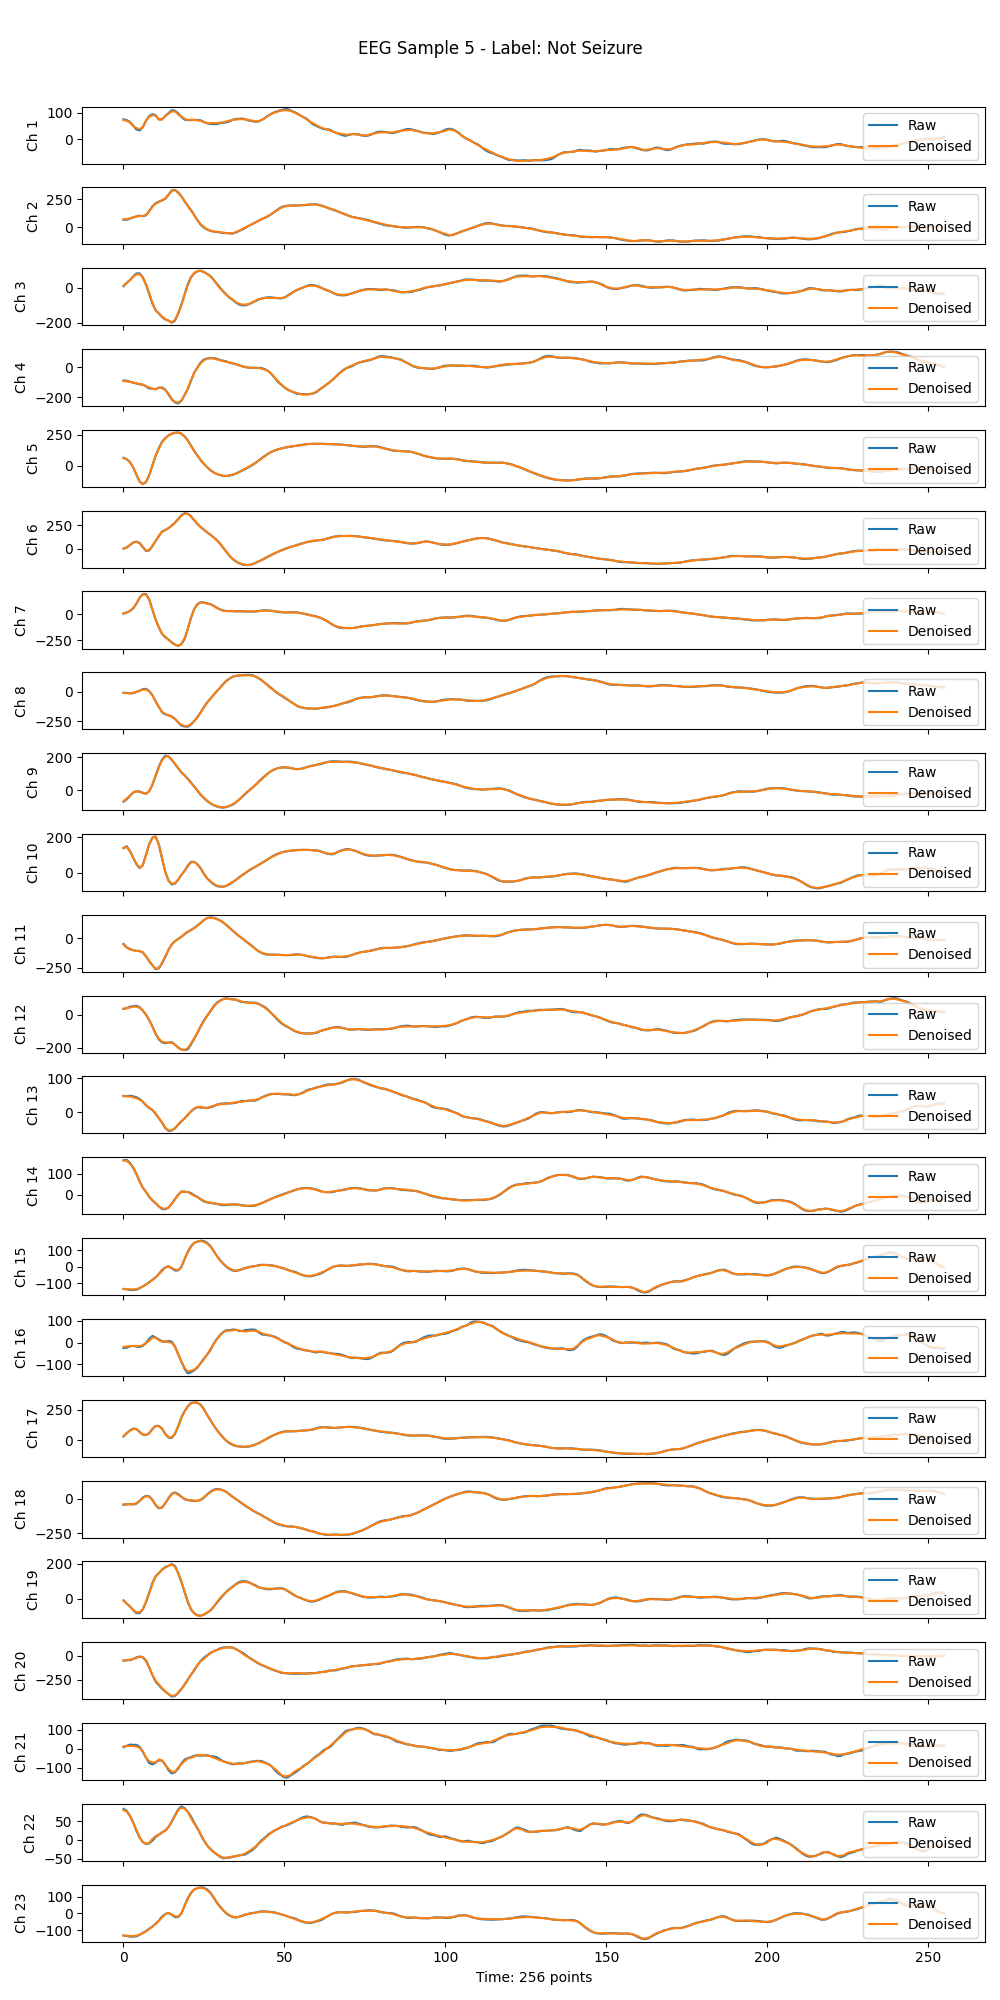 EEG Sample 5 - Label: Not Seizure
Ch 1
100
0
Raw
Denoised
Ch 2
250
0
Raw
Denoised
Ch 3
0
−200
Raw
Denoised
Ch 4
0
−200
Raw
Denoised
Ch 5
250
0
Raw
Denoised
Ch 6
250
0
Raw
Denoised
Ch 7
0
−250
Raw
Denoised
Ch 8
0
−250
Raw
Denoised
Ch 9
200
0
Raw
Denoised
Ch 10
200
0
Raw
Denoised
Ch 11
0
−250
Raw
Denoised
Ch 12
0
−200
Raw
Denoised
Ch 13
100
0
Raw
Denoised
Ch 14
100
0
Raw
Denoised
Ch 15
100
0
−100
Raw
Denoised
Ch 16
100
0
−100
Raw
Denoised
Ch 17
250
0
Raw
Denoised
Ch 18
0
−250
Raw
Denoised
Ch 19
200
0
Raw
Denoised
Ch 20
0
−250
Raw
Denoised
Ch 21
100
0
−100
Raw
Denoised
Ch 22
50
0
−50
Raw
Denoised
Ch 23
100
0
−100
Raw
Denoised
0 50 100 150 200 250
Time: 256 points